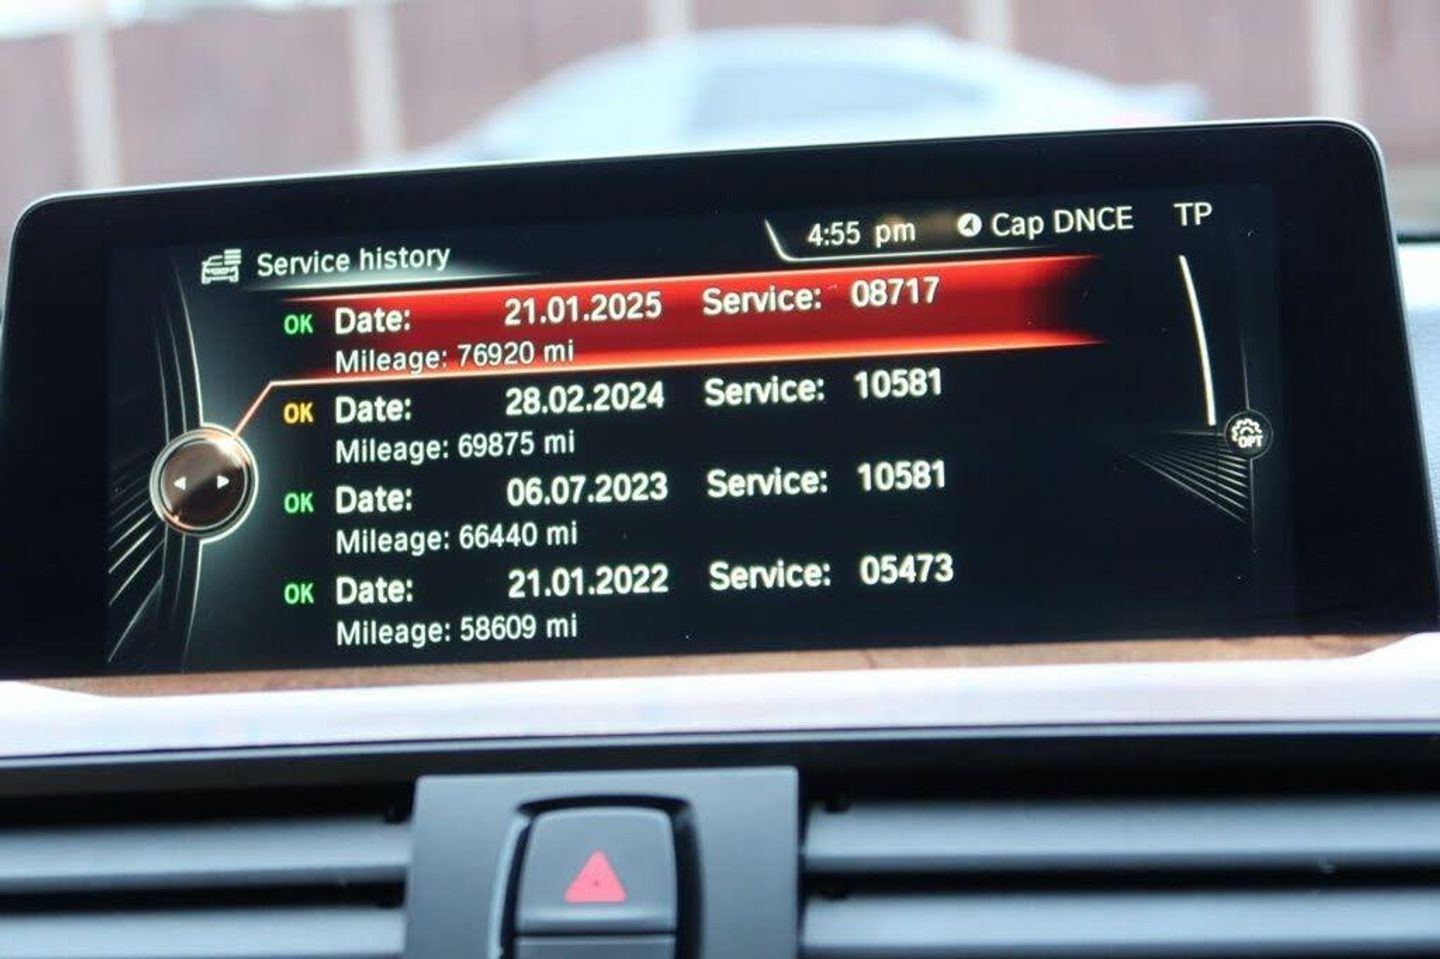 Service history
4:55 pm Cap DNCE TP
OK Date: 21.01.2025 Service: 08717
Mileage: 76920 mi
OK Date: 28.02.2024 Service: 10581
Mileage: 69875 mi
OK Date: 06.07.2023 Service: 10581
Mileage: 66440 mi
OK Date: 21.01.2022 Service: 05473
Mileage: 58609 mi
OPT